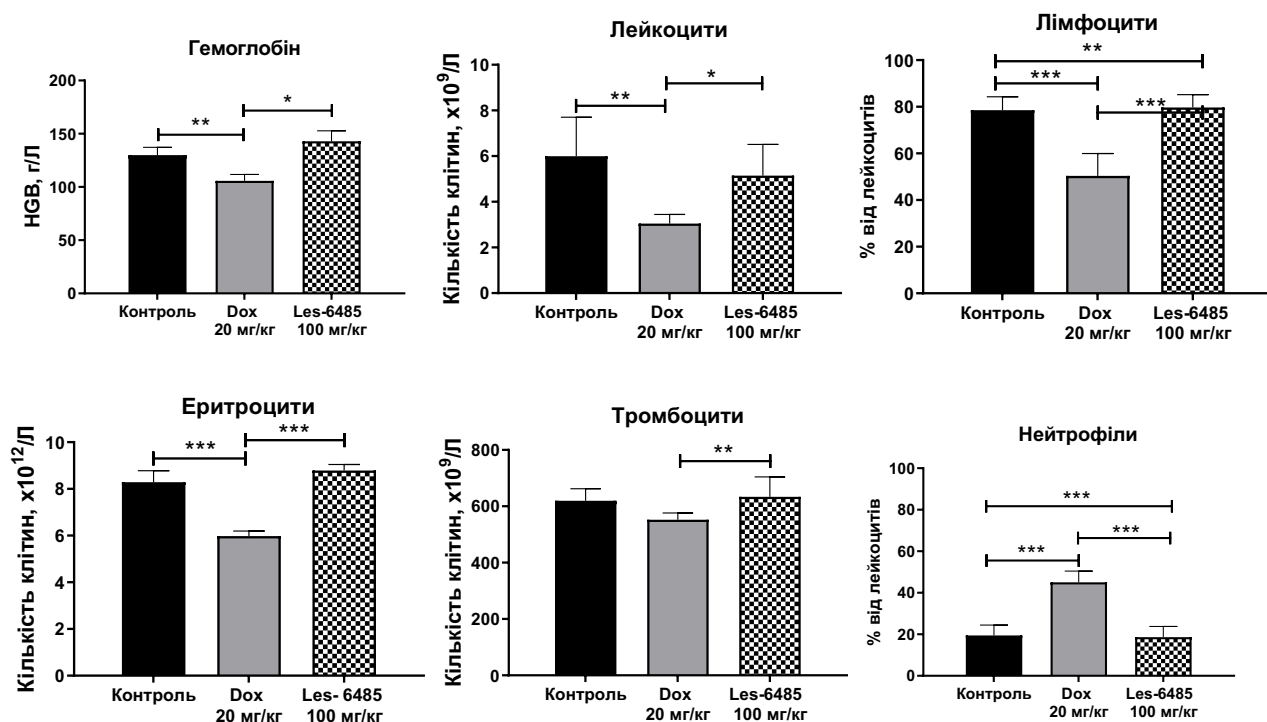 Гемоглобін
HGB, г/Л
200
150
100
50
0
**
*
Контроль
Dox
20 мг/кг
Les-6485
100 мг/кг
Лейкоцити
Кількість клітин, x10⁹/Л
10
8
6
4
2
0
**
*
Контроль
Dox
20 мг/кг
Les-6485
100 мг/кг
Лімфоцити
% від лейкоцитів
100
80
60
40
20
0
**
***
***
Контроль
Dox
20 мг/кг
Les-6485
100 мг/кг
Еритроцити
Кількість клітин, x10¹²/Л
10
8
6
4
2
0
***
***
Контроль
Dox
20 мг/кг
Les- 6485
100 мг/кг
Тромбоцити
Кількість клітин, x10⁹/Л
800
600
400
200
0
**
Контроль
Dox
20 мг/кг
Les-6485
100 мг/кг
Нейтрофіли
% від лейкоцитів
100
80
60
40
20
0
***
***
***
Контроль
Dox
20 мг/кг
Les-6485
100 мг/кг